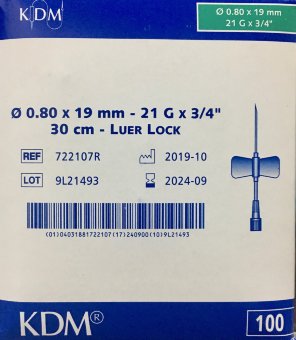 KDM®
Ø 0.80 x 19 mm
21 G x 3/4"
Ø 0.80 x 19 mm - 21 G x 3/4"
30 cm - LUER LOCK
REF 722107R 2019-10
LOT 9L21493 2024-09
(01)04031881722107(17)240900(10)9L21493
KDM®
100